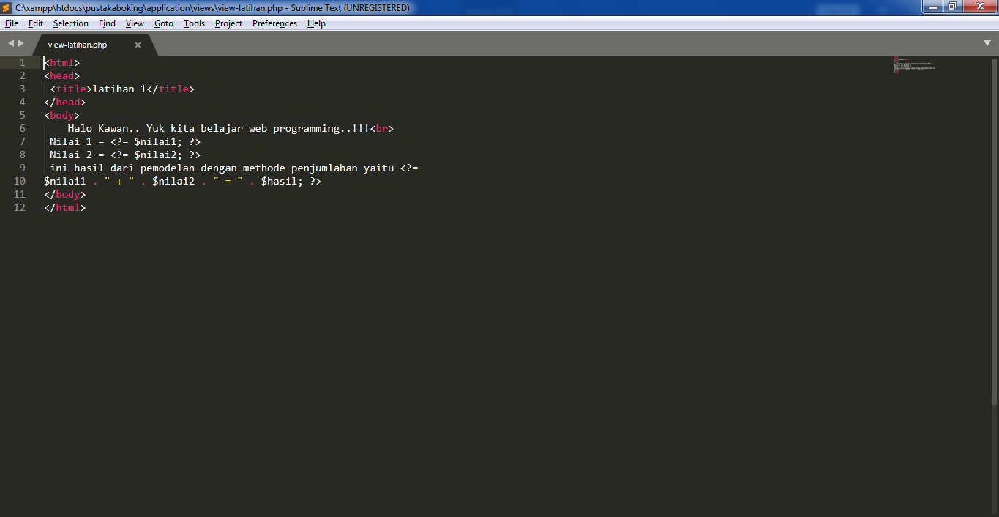 C:\xampp\htdocs\pustakaboking\application\views\view-latihan.php - Sublime Text (UNREGISTERED)
File Edit Selection Find View Goto Tools Project Preferences Help
view-latihan.php ×
1 <html>
2 <head>
3 <title>latihan 1</title>
4 </head>
5 <body>
6 Halo Kawan.. Yuk kita belajar web programming..!!!<br>
7 Nilai 1 = <?= $nilai1; ?>
8 Nilai 2 = <?= $nilai2; ?>
9 ini hasil dari pemodelan dengan methode penjumlahan yaitu <?=
10 $nilai1 . " + " . $nilai2 . " = " . $hasil; ?>
11 </body>
12 </html>